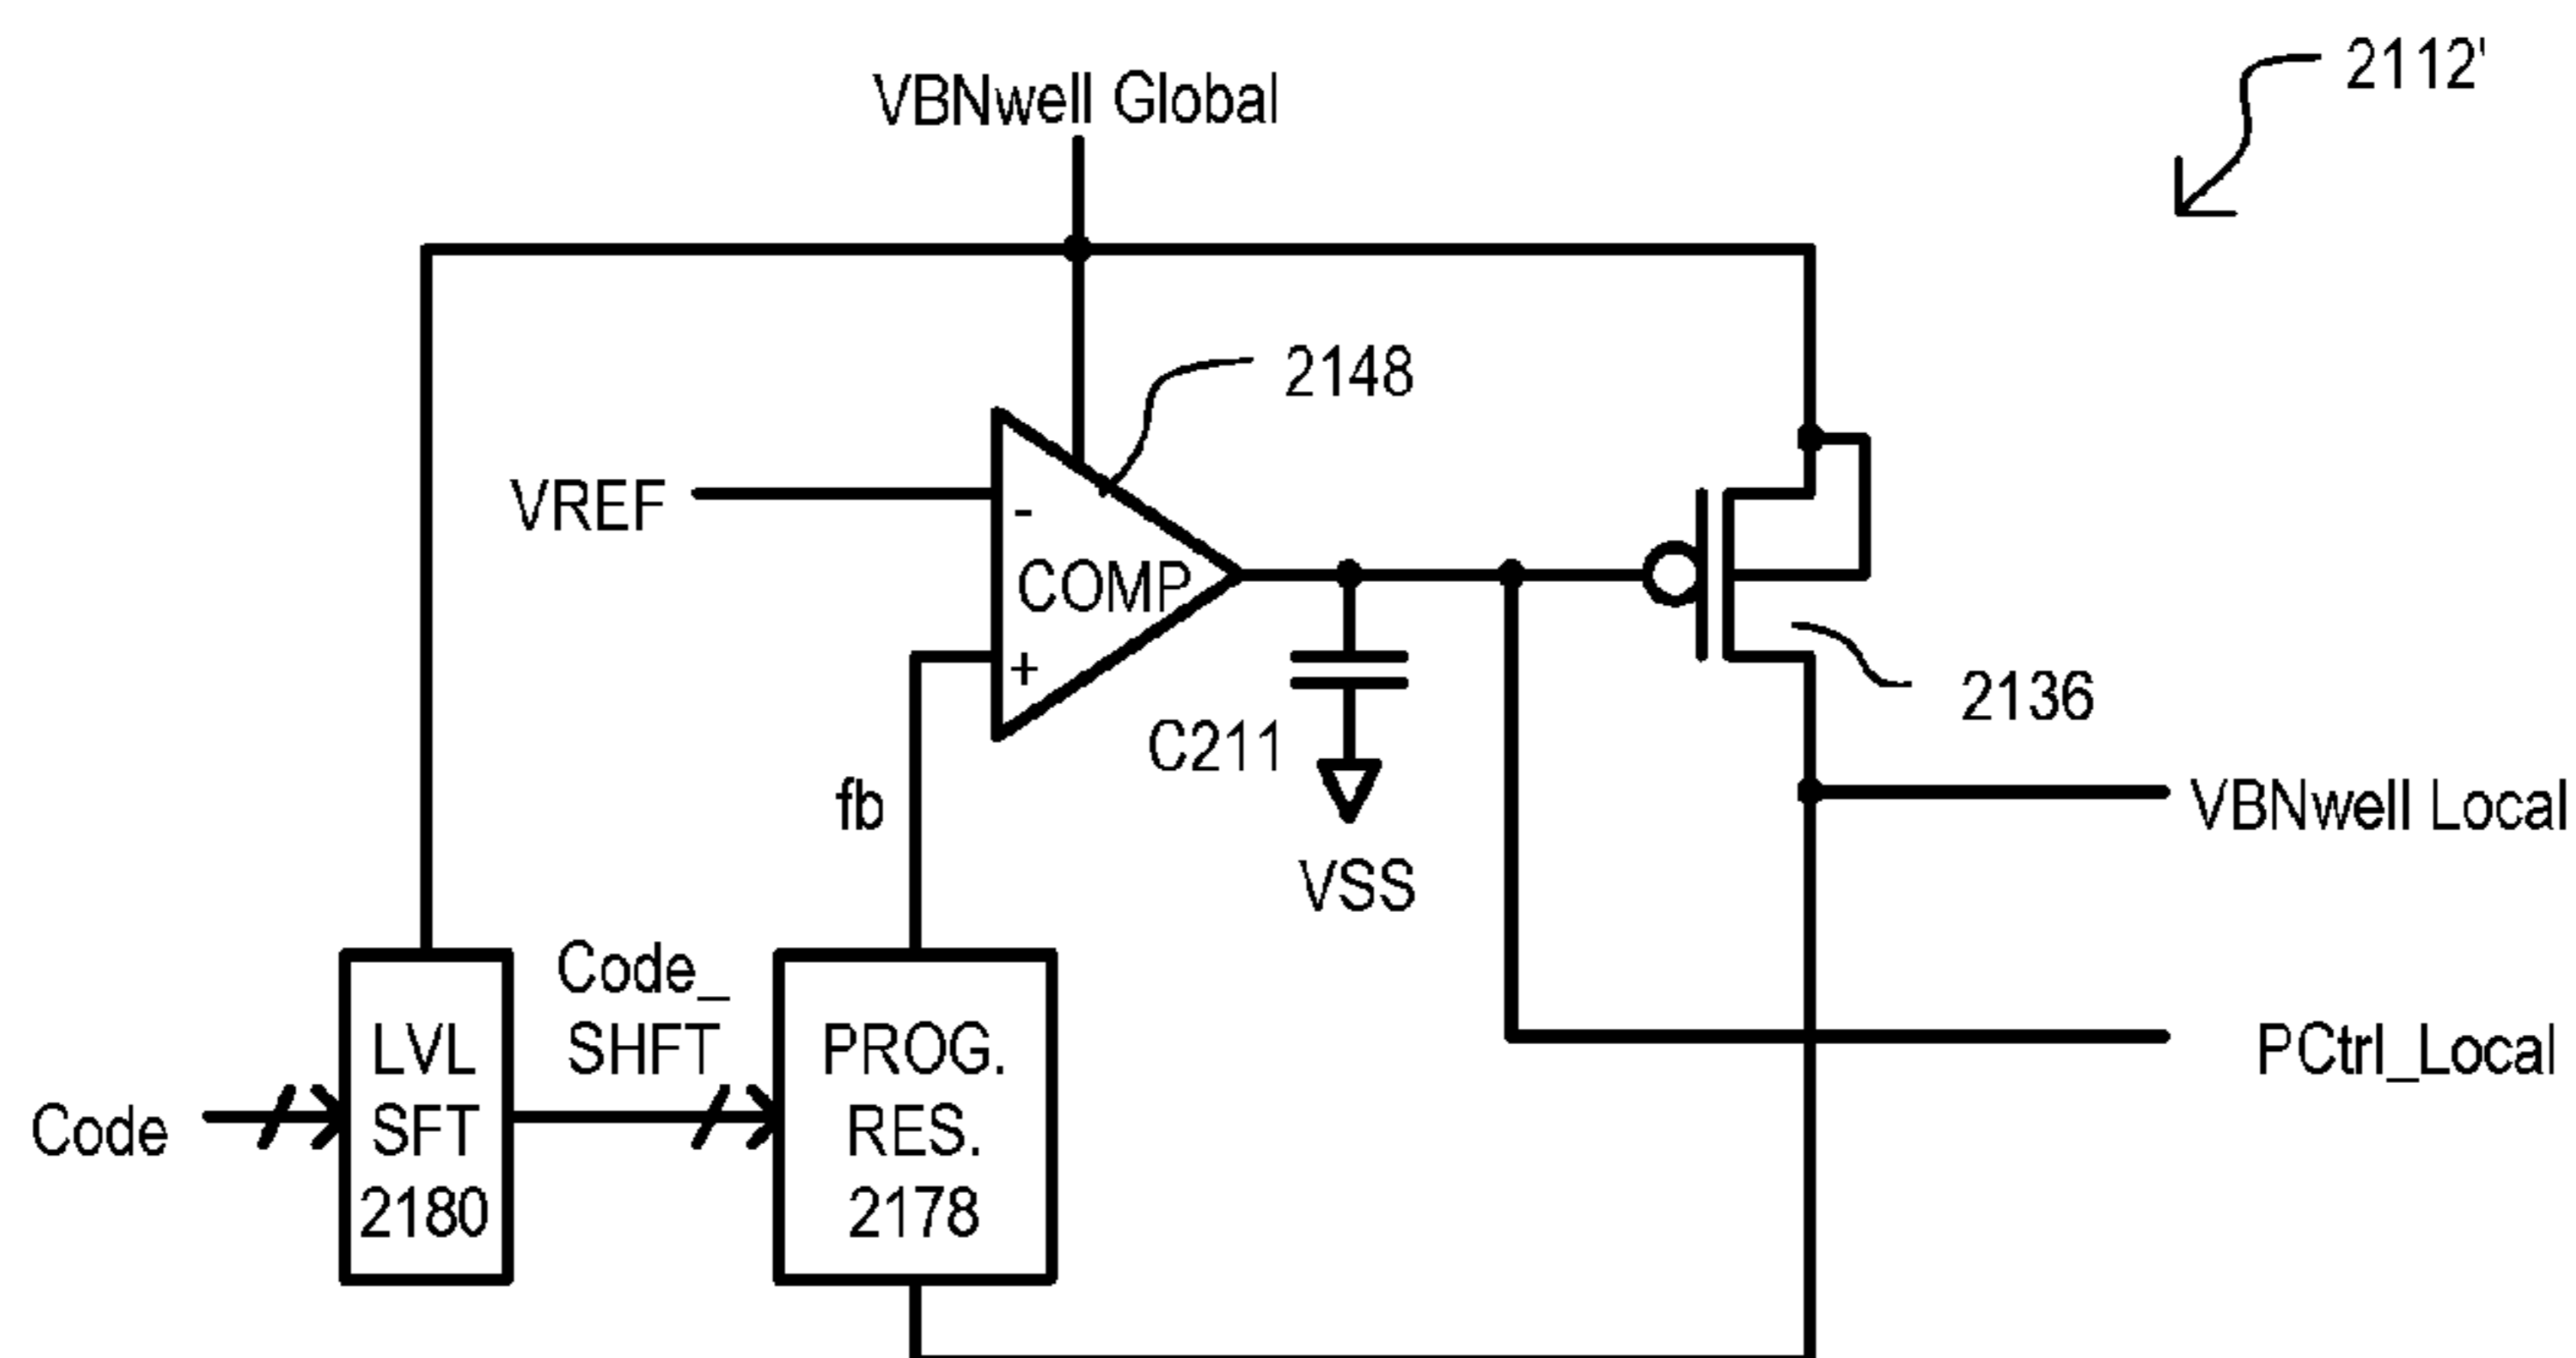 2112'
VBNwell Global
2148
VREF
-
COMP
+
2136
C211
VBNwell Local
fb
VSS
Code_
SHFT
LVL
SFT
2180
PROG.
RES.
2178
PCtrl_Local
Code